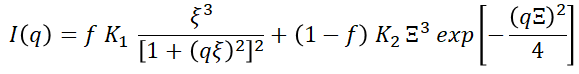 I(q) = f K₁ ξ³ / [1 + (qξ)²]² + (1 − f) K₂ Ξ³ exp[−(qΞ)² / 4]